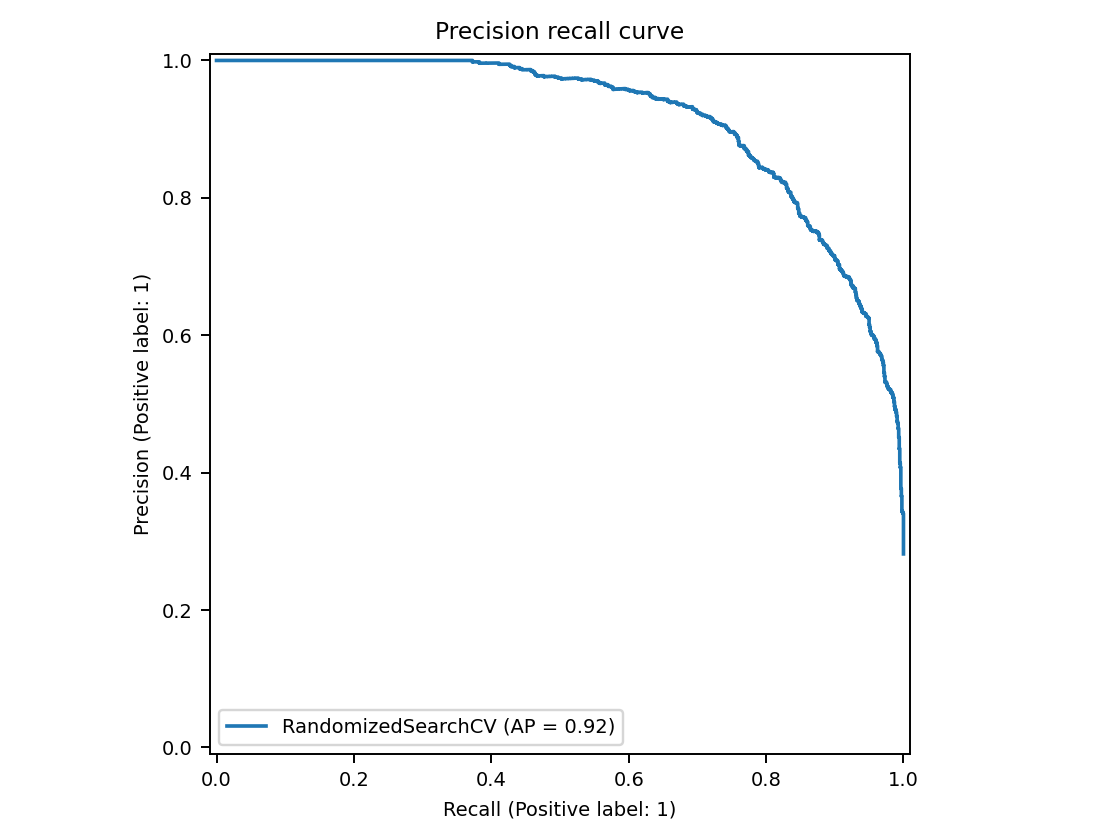 Precision recall curve
1.0
0.8
0.6
0.4
0.2
0.0
Precision (Positive label: 1)
RandomizedSearchCV (AP = 0.92)
0.0 0.2 0.4 0.6 0.8 1.0
Recall (Positive label: 1)